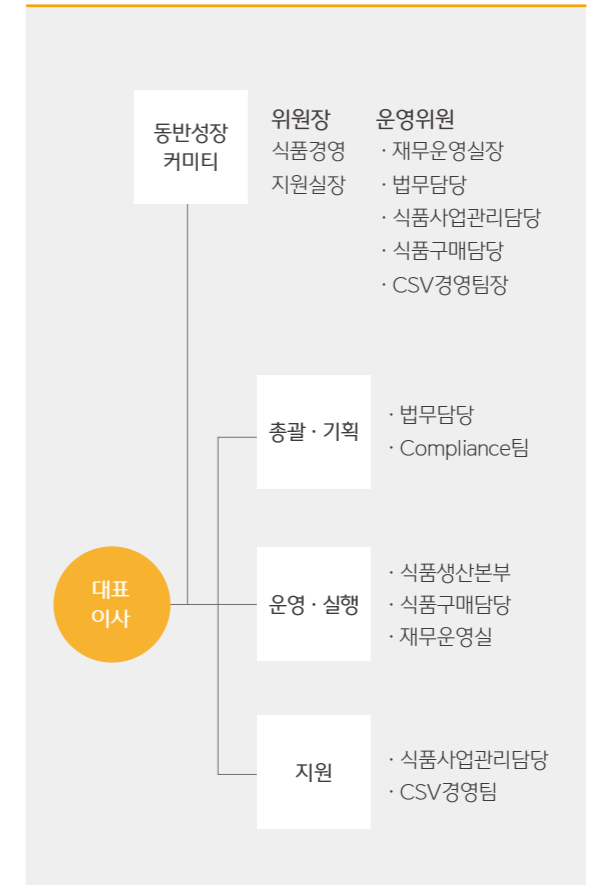 동반성장
커미티
위원장
식품경영
지원실장
운영위원
· 재무운영실장
· 법무담당
· 식품사업관리담당
· 식품구매담당
· CSV경영팀장
총괄 · 기획
· 법무담당
· Compliance팀
대표
이사
운영 · 실행
· 식품생산본부
· 식품구매담당
· 재무운영실
지원
· 식품사업관리담당
· CSV경영팀